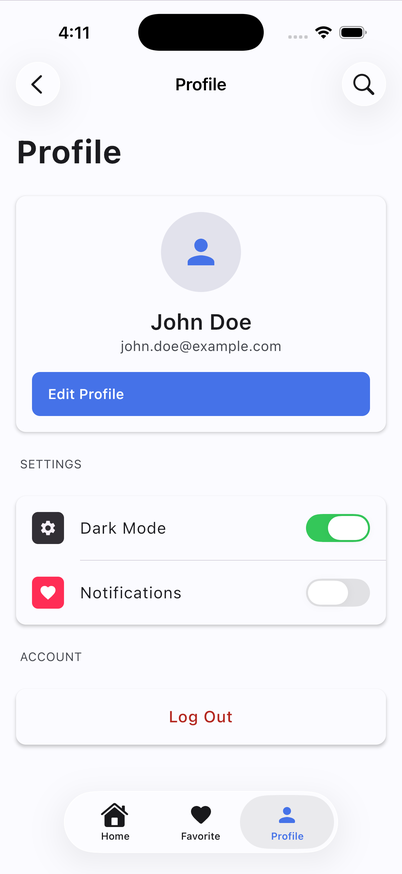 4:11
Profile
Profile
John Doe
john.doe@example.com
Edit Profile
SETTINGS
Dark Mode
Notifications
ACCOUNT
Log Out
Home Favorite Profile